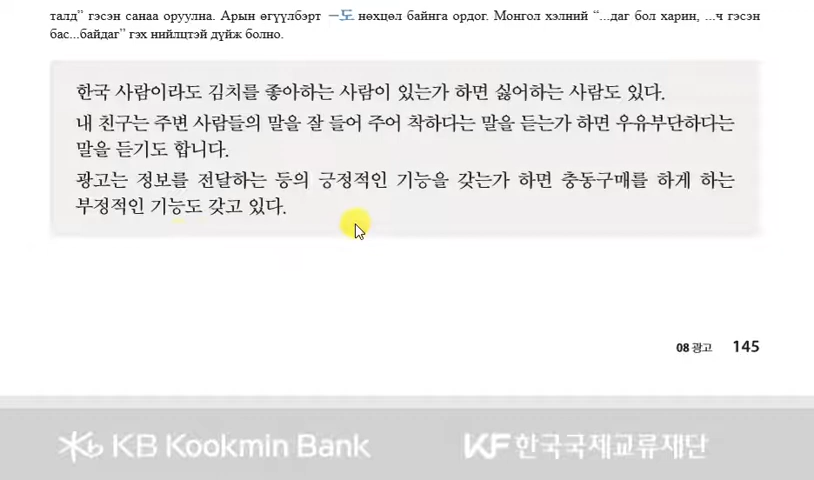 талд” гэсэн санаа оруулна. Арын өгүүлбэрт –도 нөхцөл байнга ордог. Монгол хэлний “...даг бол харин, ...ч гэсэн
бас...байдаг” гэх нийлцтэй дүйж болно.
한국 사람이라도 김치를 좋아하는 사람이 있는가 하면 싫어하는 사람도 있다.
내 친구는 주변 사람들의 말을 잘 들어 주어 착하다는 말을 듣는가 하면 우유부단하다는
말을 듣기도 합니다.
광고는 정보를 전달하는 등의 긍정적인 기능을 갖는가 하면 충동구매를 하게 하는
부정적인 기능도 갖고 있다.
08 광고 145
KB Kookmin Bank KF 한국국제교류재단